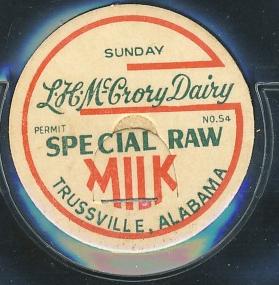 SUNDAY
L.H. McCrory Dairy
PERMIT NO. 54
SPECIAL RAW
MILK
TRUSSVILLE, ALABAMA